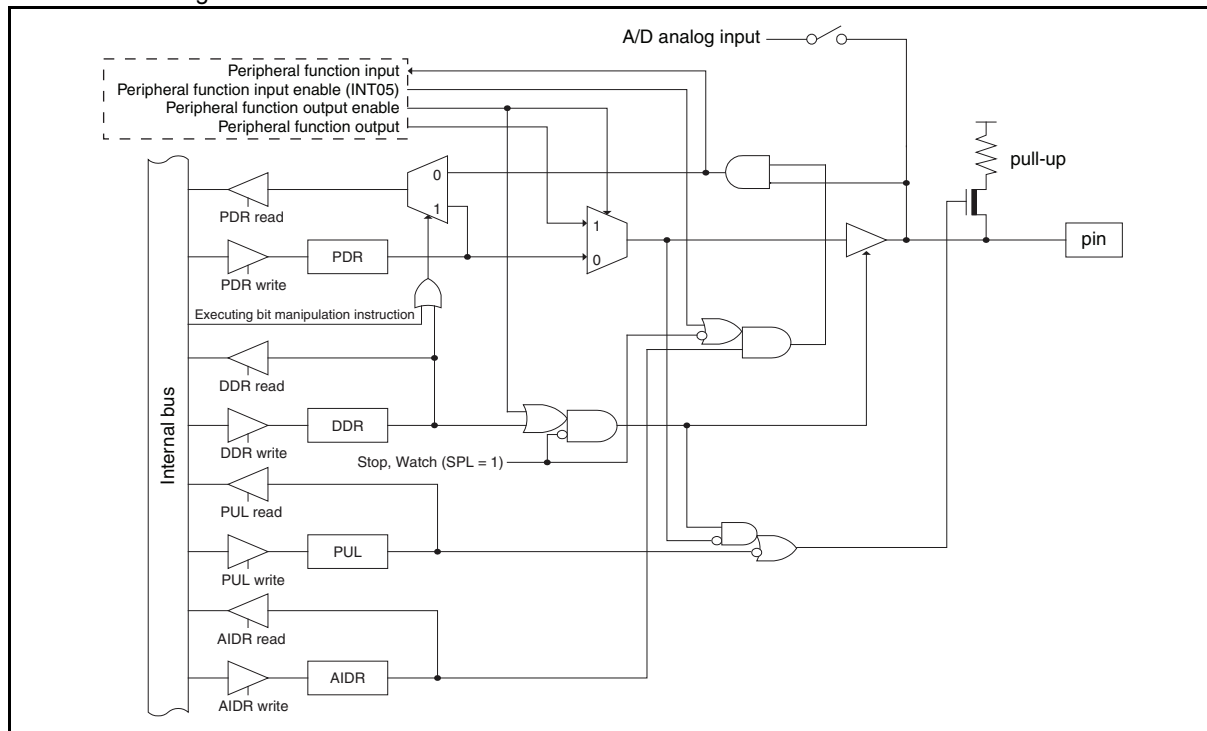 A/D analog input
Peripheral function input
Peripheral function input enable (INT05)
Peripheral function output enable
Peripheral function output
pull-up
0
1
PDR read
1
pin
PDR
0
PDR write
Executing bit manipulation instruction
DDR read
Internal bus
DDR
DDR write
Stop, Watch (SPL = 1)
PUL read
PUL
PUL write
AIDR read
AIDR
AIDR write